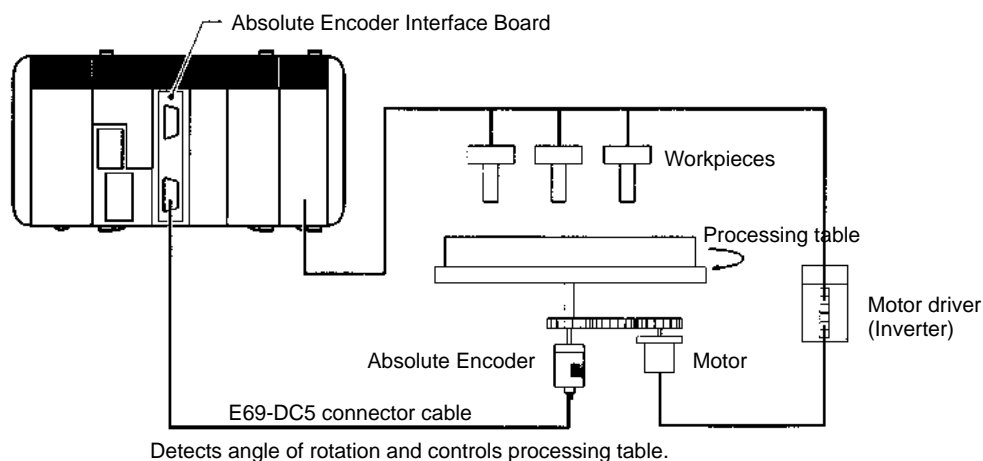 Absolute Encoder Interface Board
Workpieces
Processing table
Motor driver
(Inverter)
Absolute Encoder
Motor
E69-DC5 connector cable
Detects angle of rotation and controls processing table.